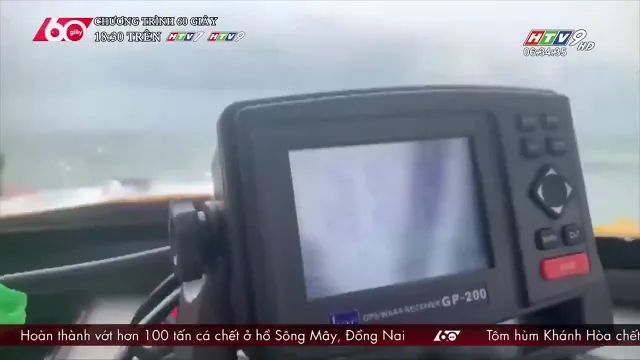 60 giây
CHƯƠNG TRÌNH 60 GIÂY
18:30 TRÊN HTV7 HTV9
HTV9 HD
06:34:35
GPS/WAAS RECEIVER GP-200
Hoàn thành vớt hơn 100 tấn cá chết ở hồ Sông Mây, Đồng Nai 60 Tôm hùm Khánh Hòa chết